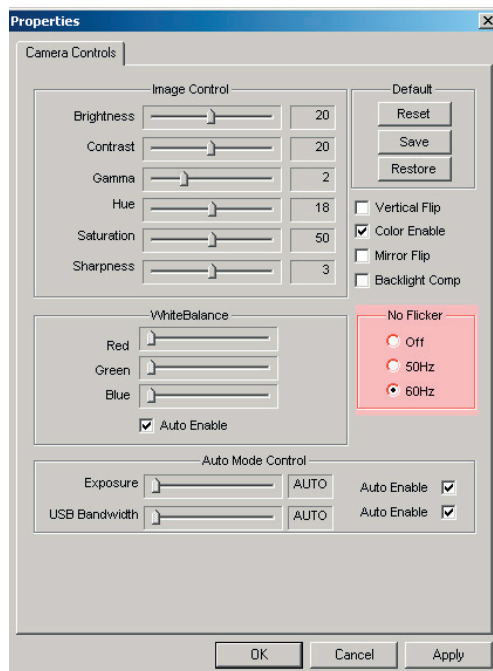 Properties
Camera Controls
Image Control
Brightness 20
Contrast 20
Gamma 2
Hue 18
Saturation 50
Sharpness 3
Default
Reset
Save
Restore
Vertical Flip
Color Enable
Mirror Flip
Backlight Comp
WhiteBalance
Red
Green
Blue
Auto Enable
No Flicker
Off
50Hz
60Hz
Auto Mode Control
Exposure AUTO Auto Enable
USB Bandwidth AUTO Auto Enable
OK Cancel Apply